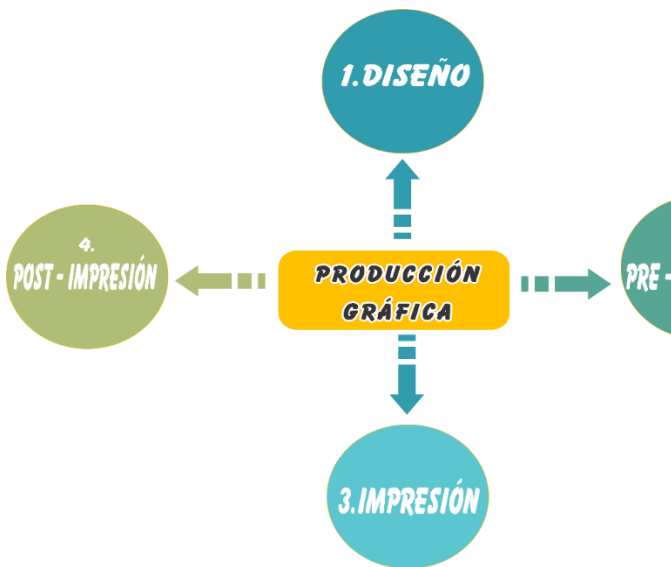 1.DISEÑO
4.
POST - IMPRESIÓN
PRODUCCIÓN
GRÁFICA
PRE -
3.IMPRESIÓN